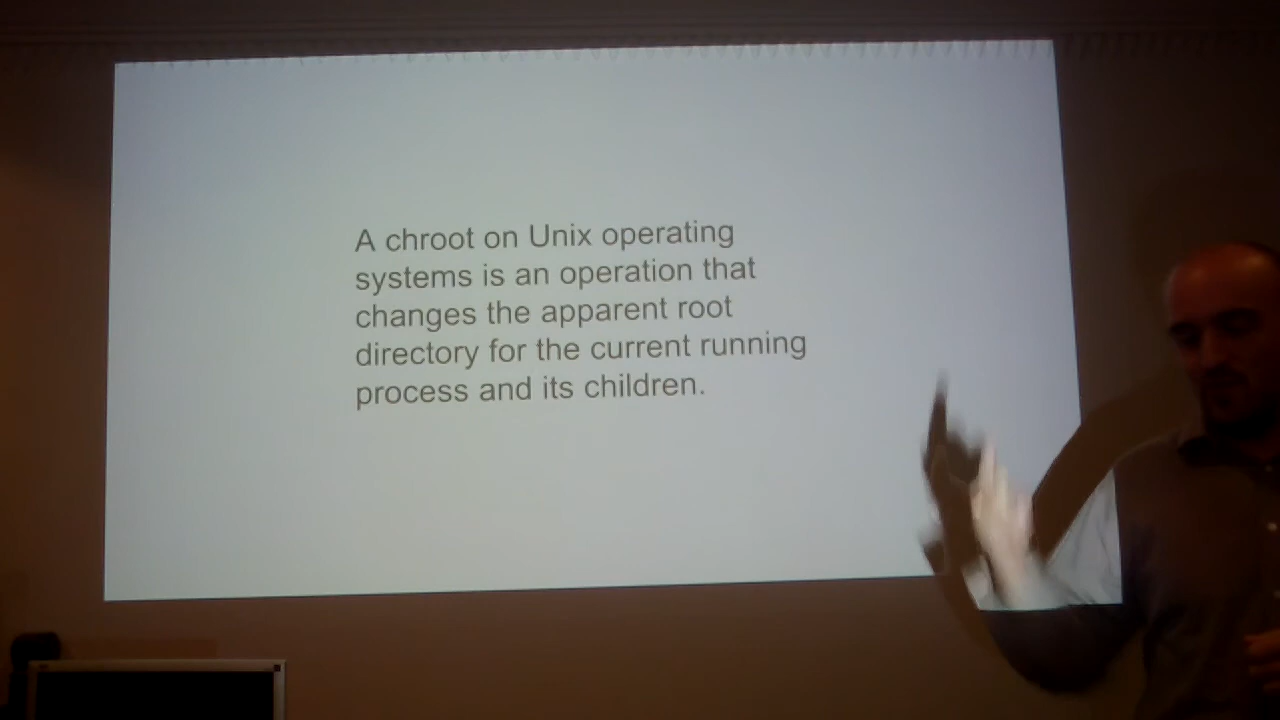 A chroot on Unix operating
systems is an operation that
changes the apparent root
directory for the current running
process and its children.